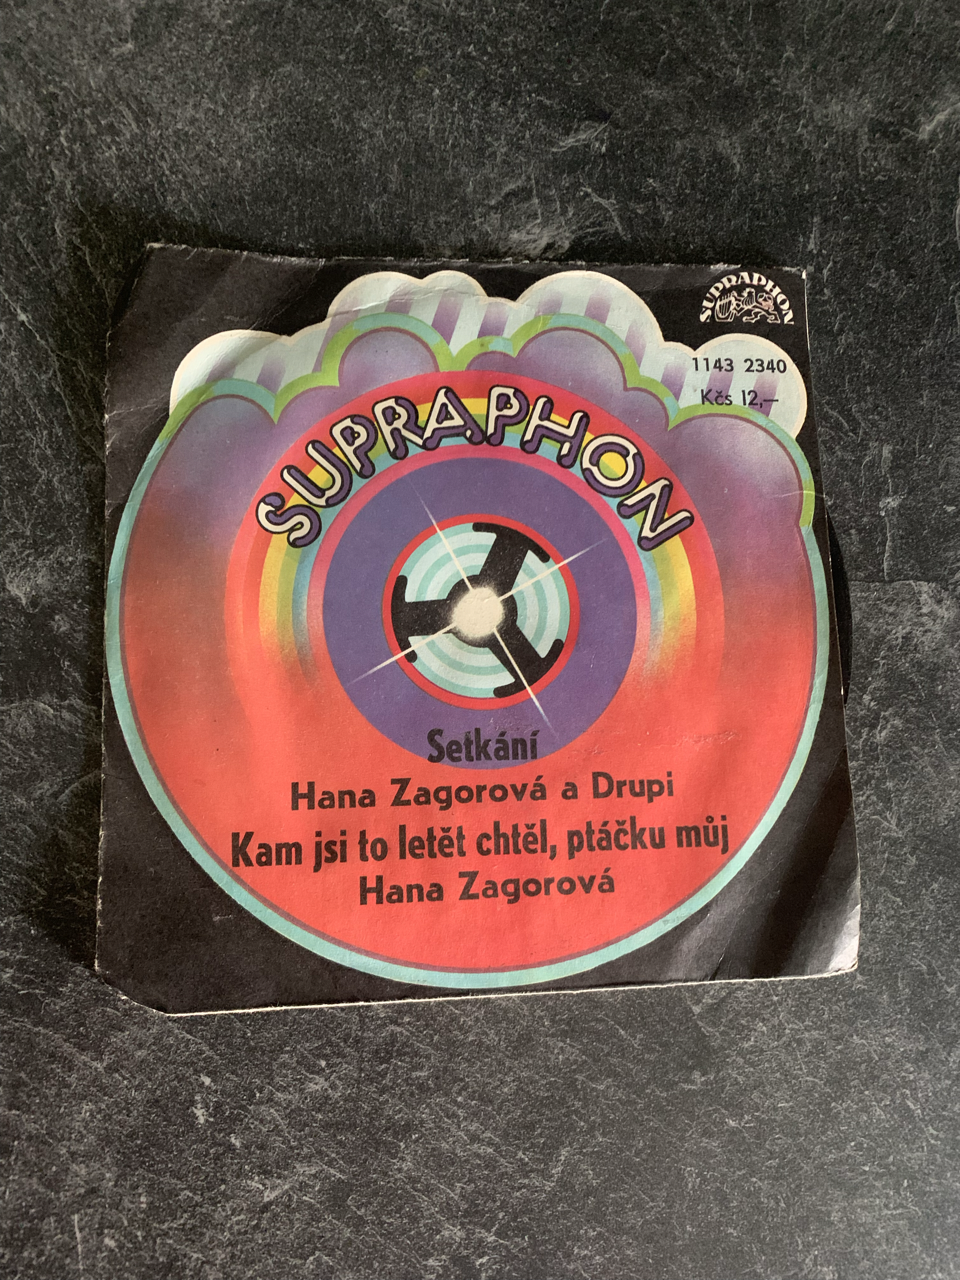 SUPRAPHON
1143 2340
Kčs 12,–
SUPRAPHON
Setkání
Hana Zagorová a Drupi
Kam jsi to letět chtěl, ptáčku můj
Hana Zagorová